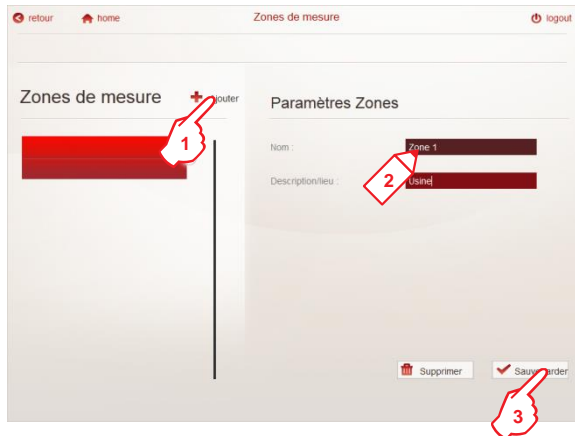 retour
home
Zones de mesure
logout
Zones de mesure
jouter
Paramètres Zones
1
Nom :
Zone 1
Description/lieu :
2
Usine
Supprimer
3